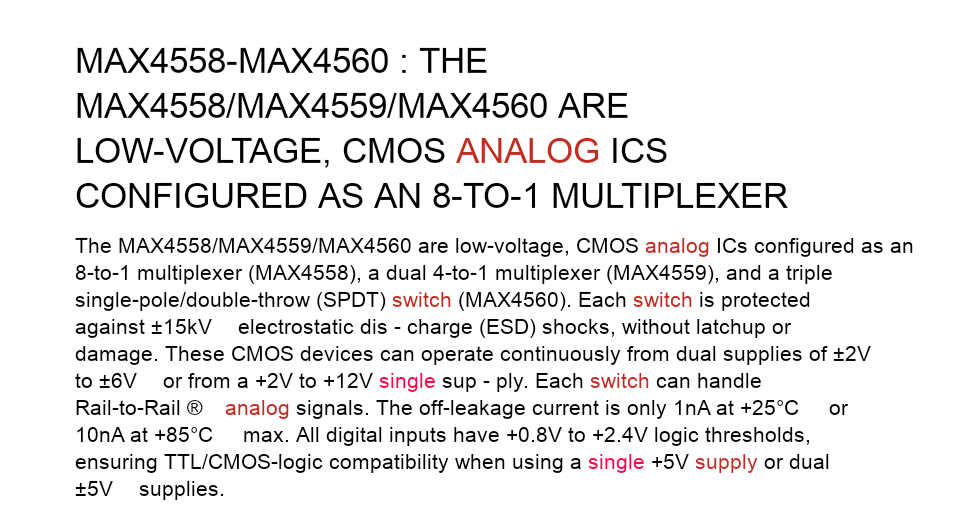 MAX4558-MAX4560 : THE
MAX4558/MAX4559/MAX4560 ARE
LOW-VOLTAGE, CMOS ANALOG ICS
CONFIGURED AS AN 8-TO-1 MULTIPLEXER
The MAX4558/MAX4559/MAX4560 are low-voltage, CMOS analog ICs configured as an
8-to-1 multiplexer (MAX4558), a dual 4-to-1 multiplexer (MAX4559), and a triple
single-pole/double-throw (SPDT) switch (MAX4560). Each switch is protected
against ±15kV electrostatic dis - charge (ESD) shocks, without latchup or
damage. These CMOS devices can operate continuously from dual supplies of ±2V
to ±6V or from a +2V to +12V single sup - ply. Each switch can handle
Rail-to-Rail ® analog signals. The off-leakage current is only 1nA at +25°C or
10nA at +85°C max. All digital inputs have +0.8V to +2.4V logic thresholds,
ensuring TTL/CMOS-logic compatibility when using a single +5V supply or dual
±5V supplies.